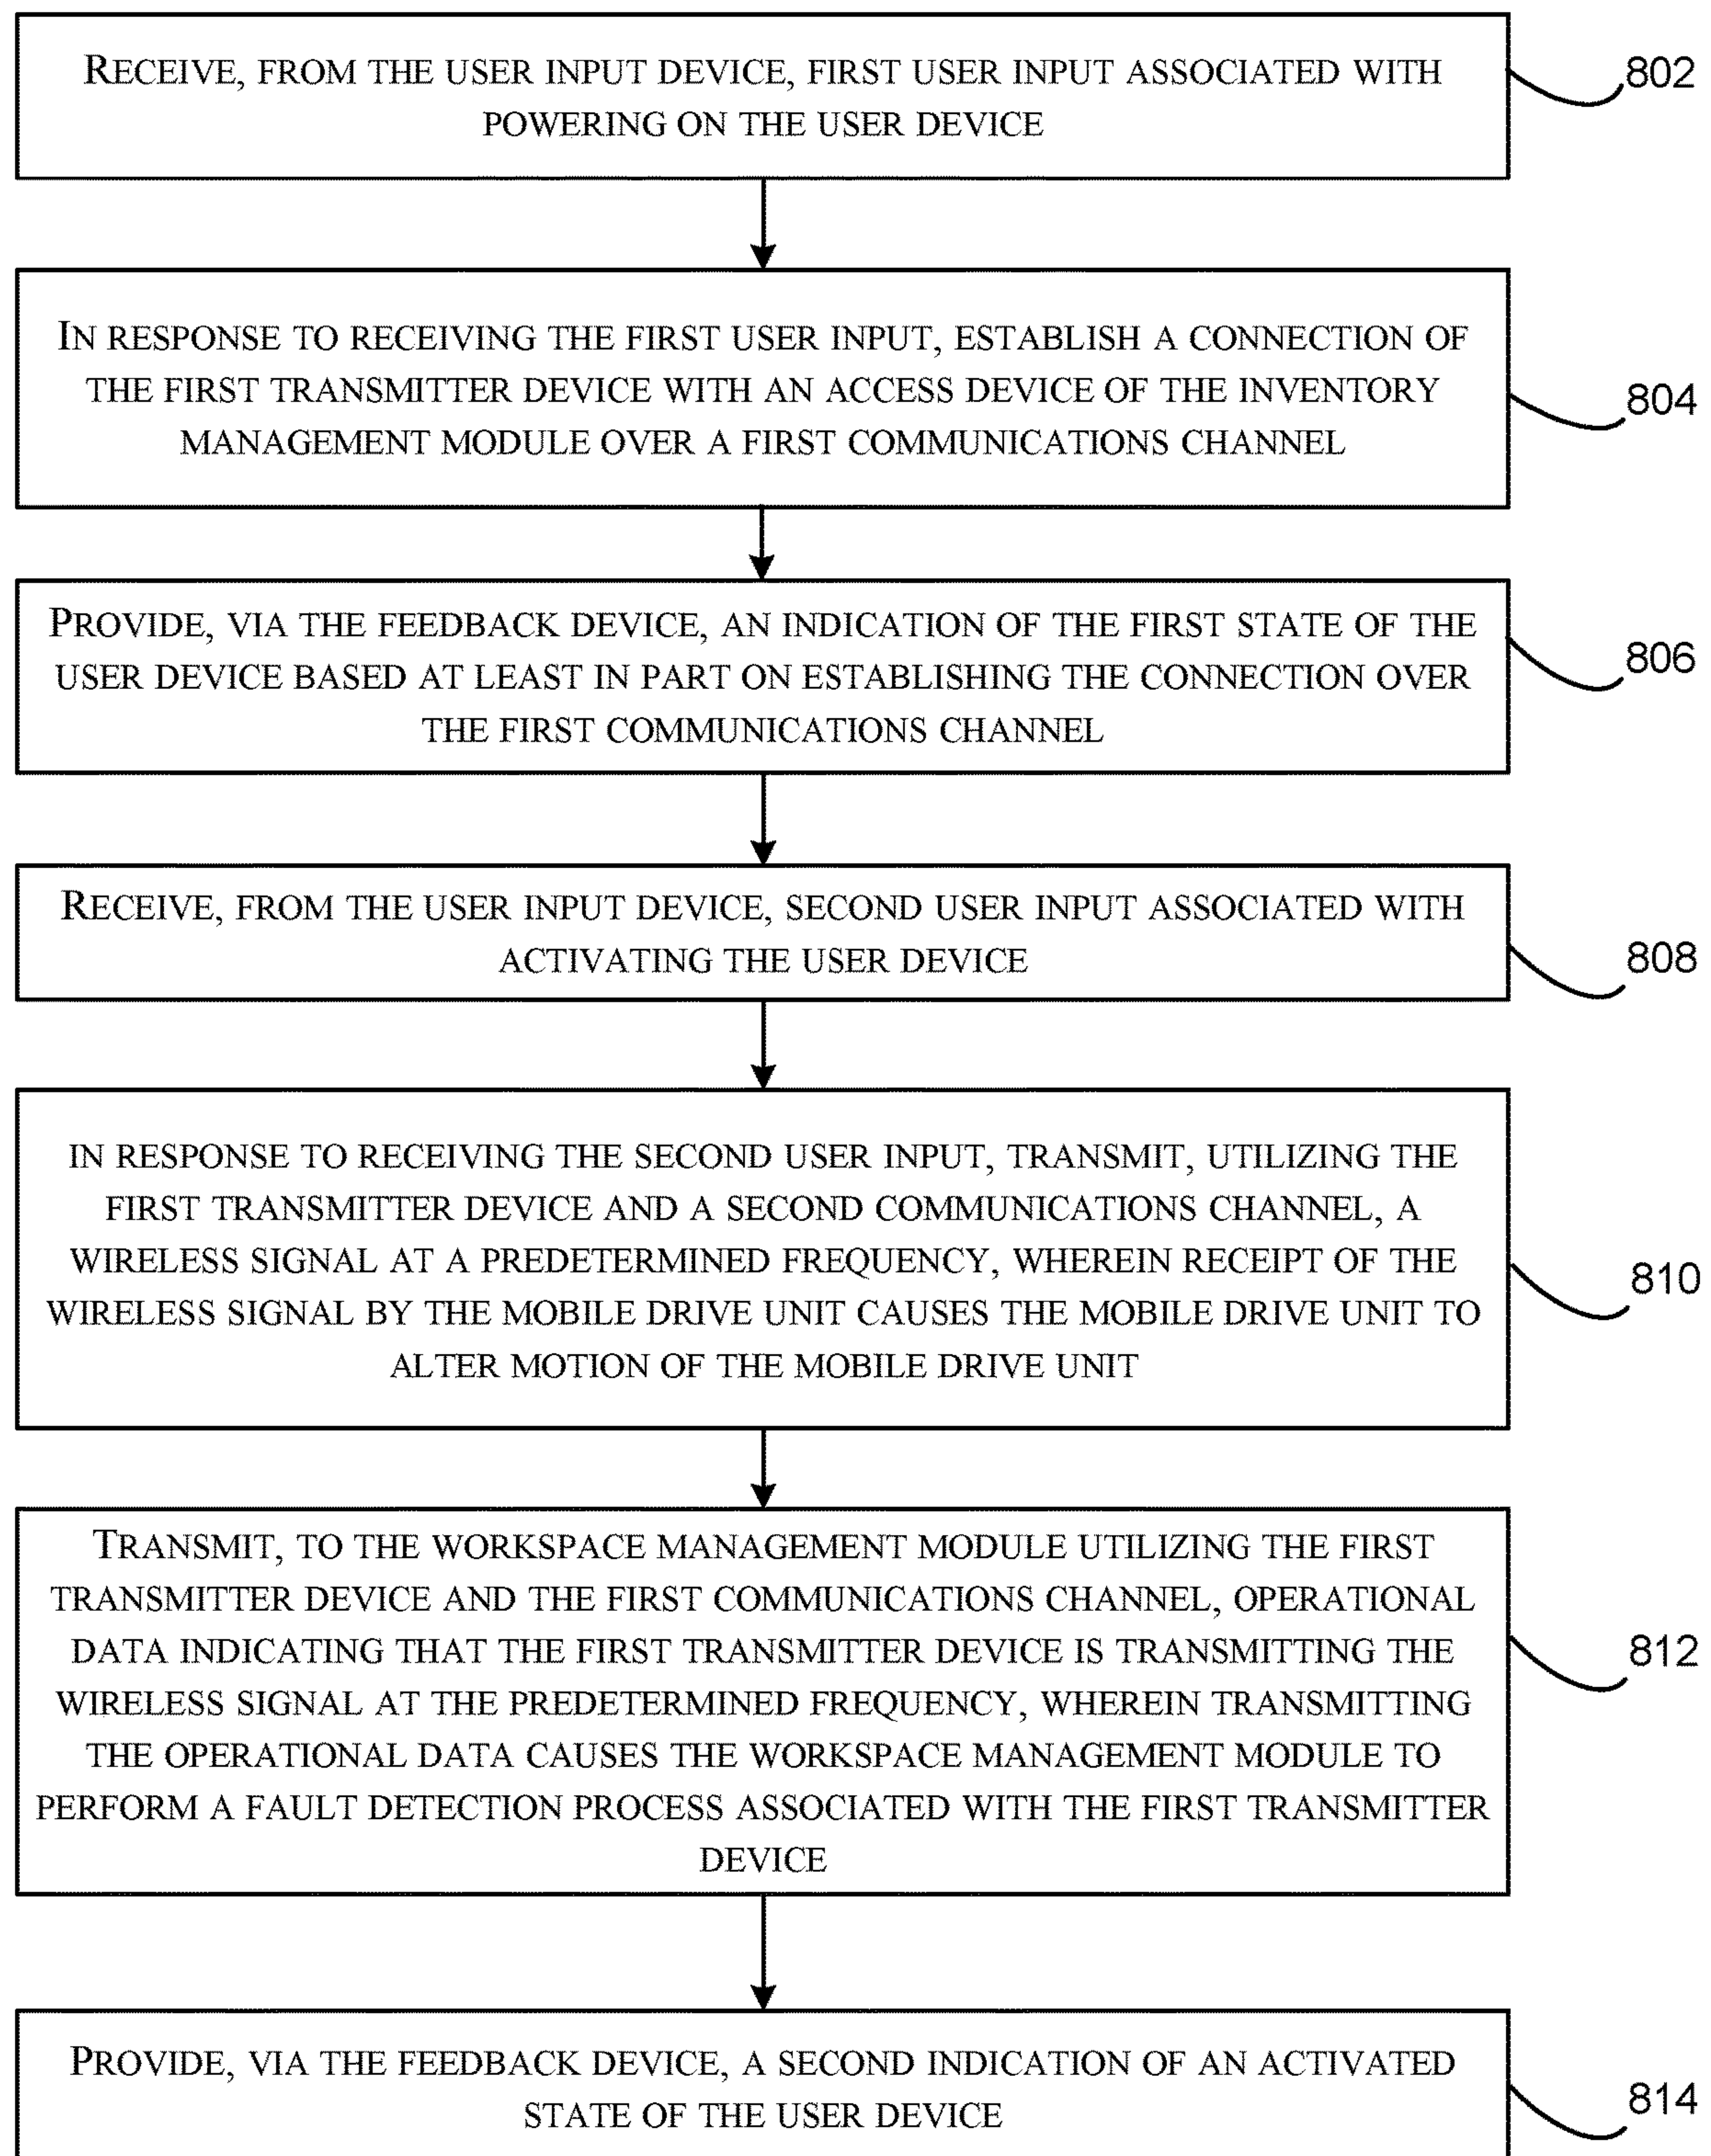 RECEIVE, FROM THE USER INPUT DEVICE, FIRST USER INPUT ASSOCIATED WITH
POWERING ON THE USER DEVICE
802
IN RESPONSE TO RECEIVING THE FIRST USER INPUT, ESTABLISH A CONNECTION OF
THE FIRST TRANSMITTER DEVICE WITH AN ACCESS DEVICE OF THE INVENTORY
MANAGEMENT MODULE OVER A FIRST COMMUNICATIONS CHANNEL
804
PROVIDE, VIA THE FEEDBACK DEVICE, AN INDICATION OF THE FIRST STATE OF THE
USER DEVICE BASED AT LEAST IN PART ON ESTABLISHING THE CONNECTION OVER
THE FIRST COMMUNICATIONS CHANNEL
806
RECEIVE, FROM THE USER INPUT DEVICE, SECOND USER INPUT ASSOCIATED WITH
ACTIVATING THE USER DEVICE
808
IN RESPONSE TO RECEIVING THE SECOND USER INPUT, TRANSMIT, UTILIZING THE
FIRST TRANSMITTER DEVICE AND A SECOND COMMUNICATIONS CHANNEL, A
WIRELESS SIGNAL AT A PREDETERMINED FREQUENCY, WHEREIN RECEIPT OF THE
WIRELESS SIGNAL BY THE MOBILE DRIVE UNIT CAUSES THE MOBILE DRIVE UNIT TO
ALTER MOTION OF THE MOBILE DRIVE UNIT
810
TRANSMIT, TO THE WORKSPACE MANAGEMENT MODULE UTILIZING THE FIRST
TRANSMITTER DEVICE AND THE FIRST COMMUNICATIONS CHANNEL, OPERATIONAL
DATA INDICATING THAT THE FIRST TRANSMITTER DEVICE IS TRANSMITTING THE
WIRELESS SIGNAL AT THE PREDETERMINED FREQUENCY, WHEREIN TRANSMITTING
THE OPERATIONAL DATA CAUSES THE WORKSPACE MANAGEMENT MODULE TO
PERFORM A FAULT DETECTION PROCESS ASSOCIATED WITH THE FIRST TRANSMITTER
DEVICE
812
PROVIDE, VIA THE FEEDBACK DEVICE, A SECOND INDICATION OF AN ACTIVATED
STATE OF THE USER DEVICE
814